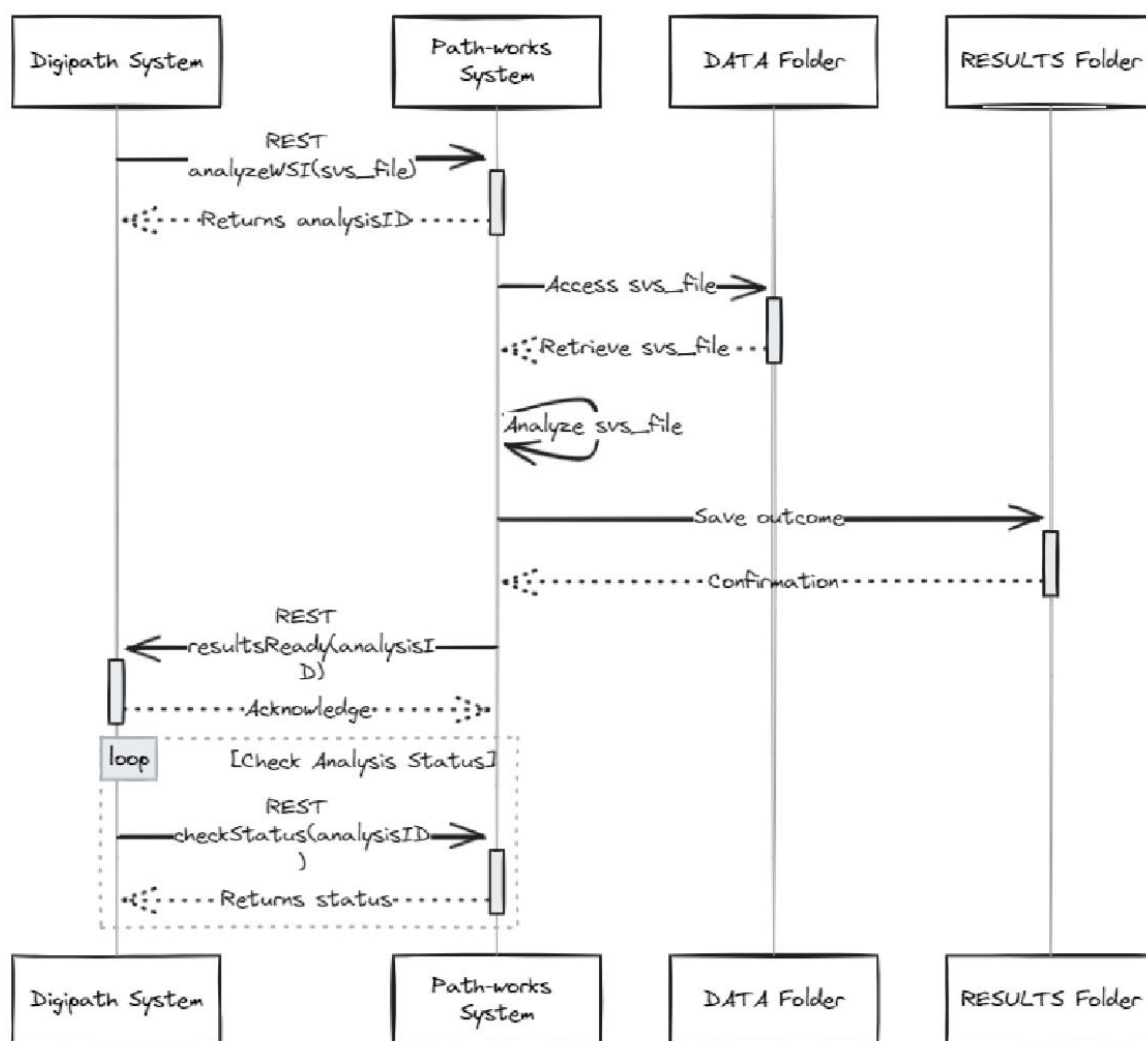 Digipath System
Path-works
System
DATA Folder
RESULTS Folder
REST
analyzeWSI(svs_file)
Returns analysisID
Access svs_file
Retrieve svs_file
Analyze svs_file
Save outcome
Confirmation
REST
resultsReady(analysisI
D)
Acknowledge
loop
[Check Analysis Status]
REST
checkStatus(analysisID
)
Returns status
Digipath System
Path-works
System
DATA Folder
RESULTS Folder